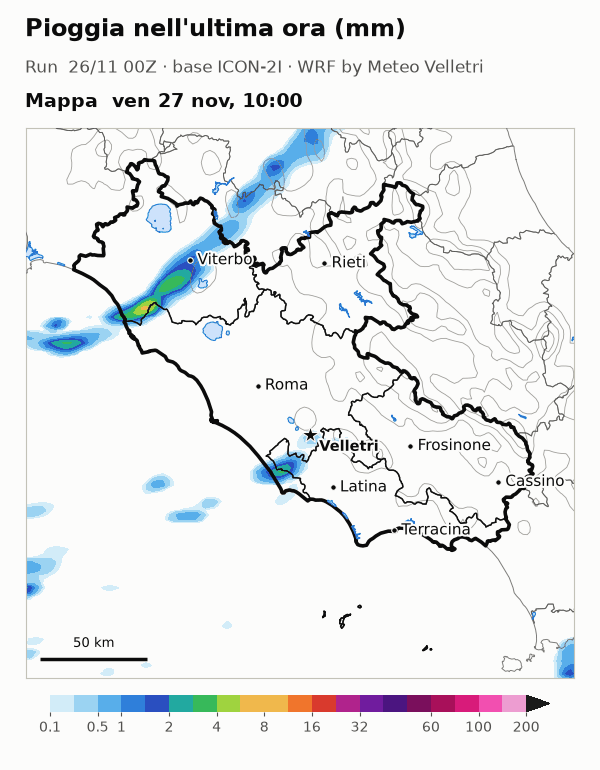 Pioggia nell'ultima ora (mm)
Run 26/11 00Z · base ICON-2I · WRF by Meteo Velletri
Mappa ven 27 nov, 10:00
Viterbo
Rieti
Roma
Velletri
Frosinone
Cassino
Latina
Terracina
50 km
0.1 0.5 1 2 4 8 16 32 60 100 200